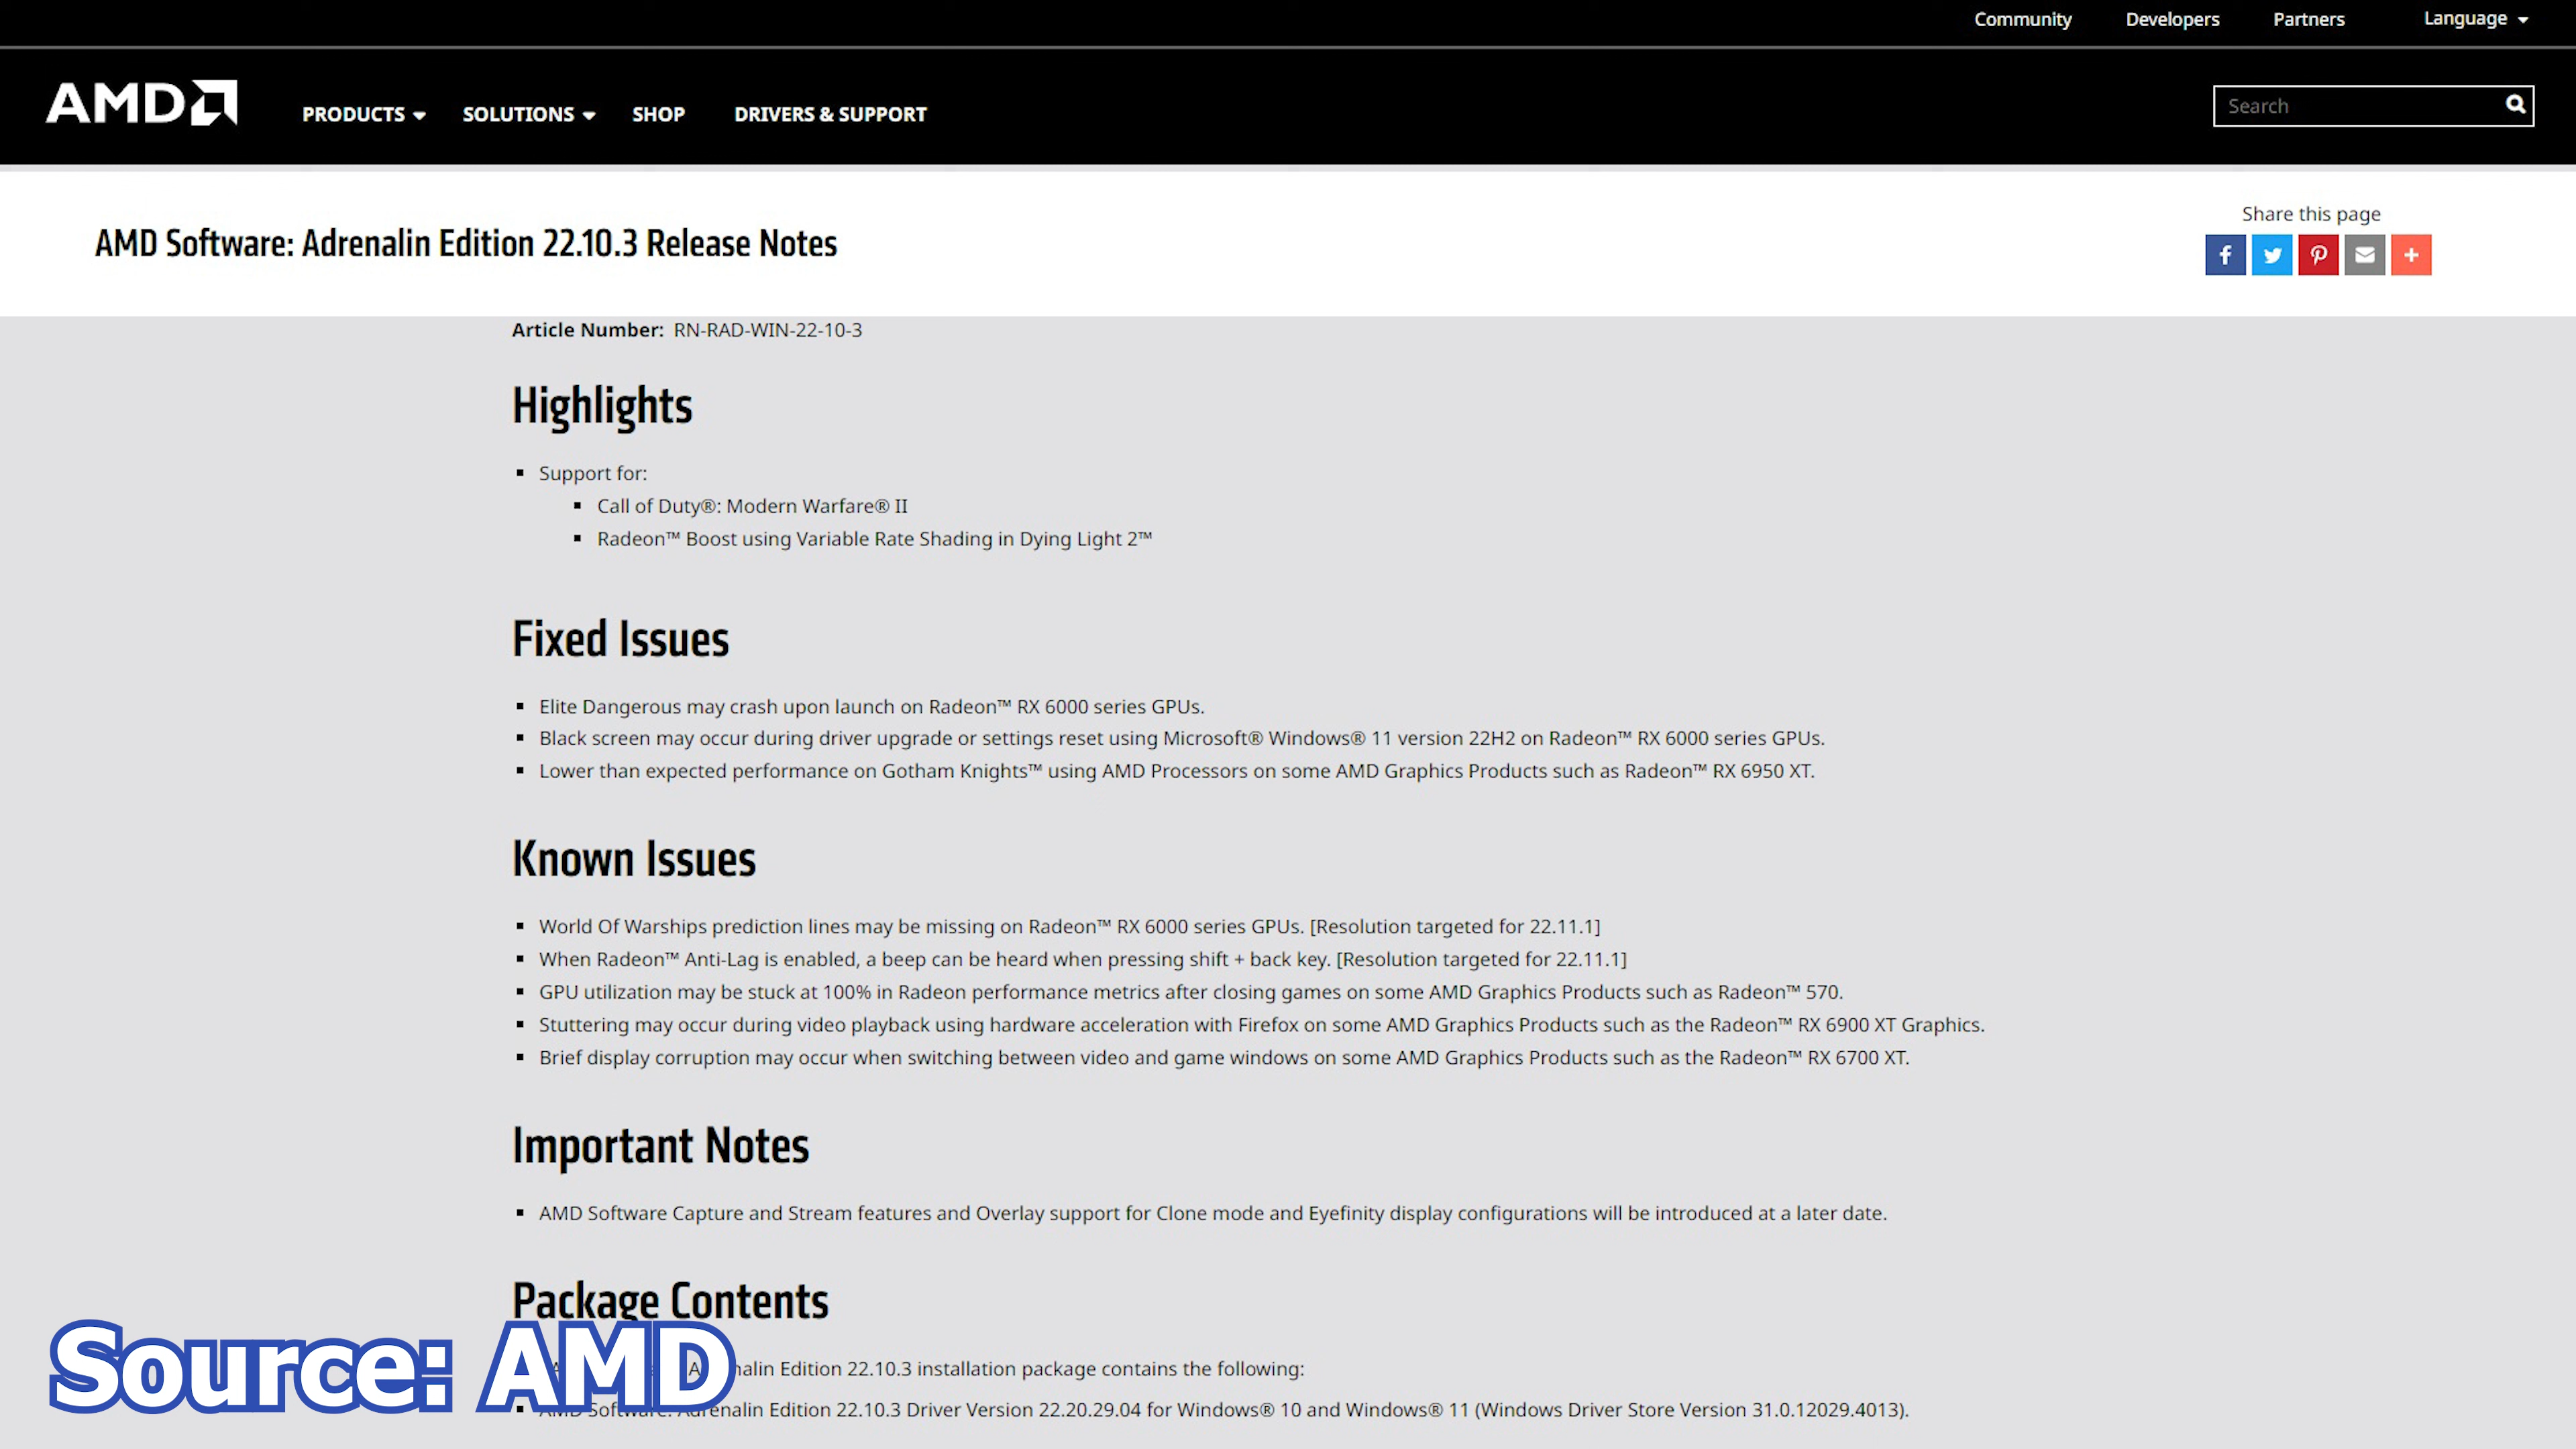 Community Developers Partners Language
AMD PRODUCTS SOLUTIONS SHOP DRIVERS & SUPPORT Search
Share this page
AMD Software: Adrenalin Edition 22.10.3 Release Notes
Article Number: RN-RAD-WIN-22-10-3
Highlights
Support for:
Call of Duty®: Modern Warfare® II
Radeon™ Boost using Variable Rate Shading in Dying Light 2™
Fixed Issues
Elite Dangerous may crash upon launch on Radeon™ RX 6000 series GPUs.
Black screen may occur during driver upgrade or settings reset using Microsoft® Windows® 11 version 22H2 on Radeon™ RX 6000 series GPUs.
Lower than expected performance on Gotham Knights™ using AMD Processors on some AMD Graphics Products such as Radeon™ RX 6950 XT.
Known Issues
World Of Warships prediction lines may be missing on Radeon™ RX 6000 series GPUs. [Resolution targeted for 22.11.1]
When Radeon™ Anti-Lag is enabled, a beep can be heard when pressing shift + back key. [Resolution targeted for 22.11.1]
GPU utilization may be stuck at 100% in Radeon performance metrics after closing games on some AMD Graphics Products such as Radeon™ 570.
Stuttering may occur during video playback using hardware acceleration with Firefox on some AMD Graphics Products such as the Radeon™ RX 6900 XT Graphics.
Brief display corruption may occur when switching between video and game windows on some AMD Graphics Products such as the Radeon™ RX 6700 XT.
Important Notes
AMD Software Capture and Stream features and Overlay support for Clone mode and Eyefinity display configurations will be introduced at a later date.
Package Contents
Edition 22.10.3 installation package contains the following:
AMD Software: Adrenalin Edition 22.10.3 Driver Version 22.20.29.04 for Windows® 10 and Windows® 11 (Windows Driver Store Version 31.0.12029.4013).
Source: AMD